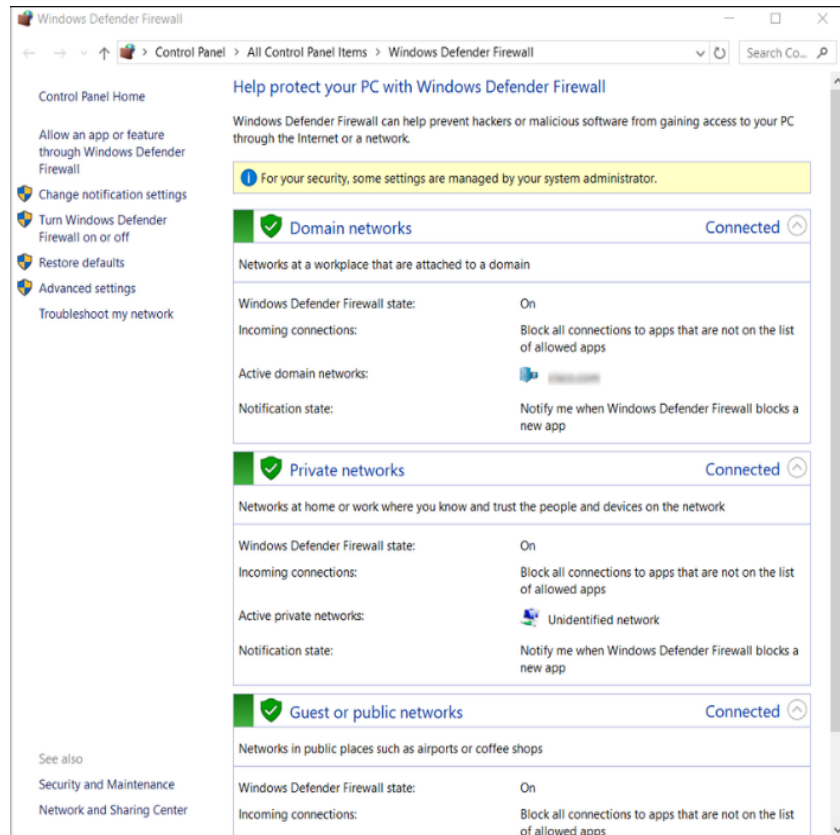 Windows Defender Firewall
Control Panel > All Control Panel Items > Windows Defender Firewall
Search Co...
Control Panel Home
Allow an app or feature
through Windows Defender
Firewall
Change notification settings
Turn Windows Defender
Firewall on or off
Restore defaults
Advanced settings
Troubleshoot my network
Help protect your PC with Windows Defender Firewall
Windows Defender Firewall can help prevent hackers or malicious software from gaining access to your PC
through the Internet or a network.
For your security, some settings are managed by your system administrator.
Domain networks Connected
Networks at a workplace that are attached to a domain
Windows Defender Firewall state: On
Incoming connections: Block all connections to apps that are not on the list
of allowed apps
Active domain networks:
Notification state: Notify me when Windows Defender Firewall blocks a
new app
Private networks Connected
Networks at home or work where you know and trust the people and devices on the network
Windows Defender Firewall state: On
Incoming connections: Block all connections to apps that are not on the list
of allowed apps
Active private networks: Unidentified network
Notification state: Notify me when Windows Defender Firewall blocks a
new app
Guest or public networks Connected
Networks in public places such as airports or coffee shops
Windows Defender Firewall state: On
Incoming connections: Block all connections to apps that are not on the list
of allowed apps
See also
Security and Maintenance
Network and Sharing Center